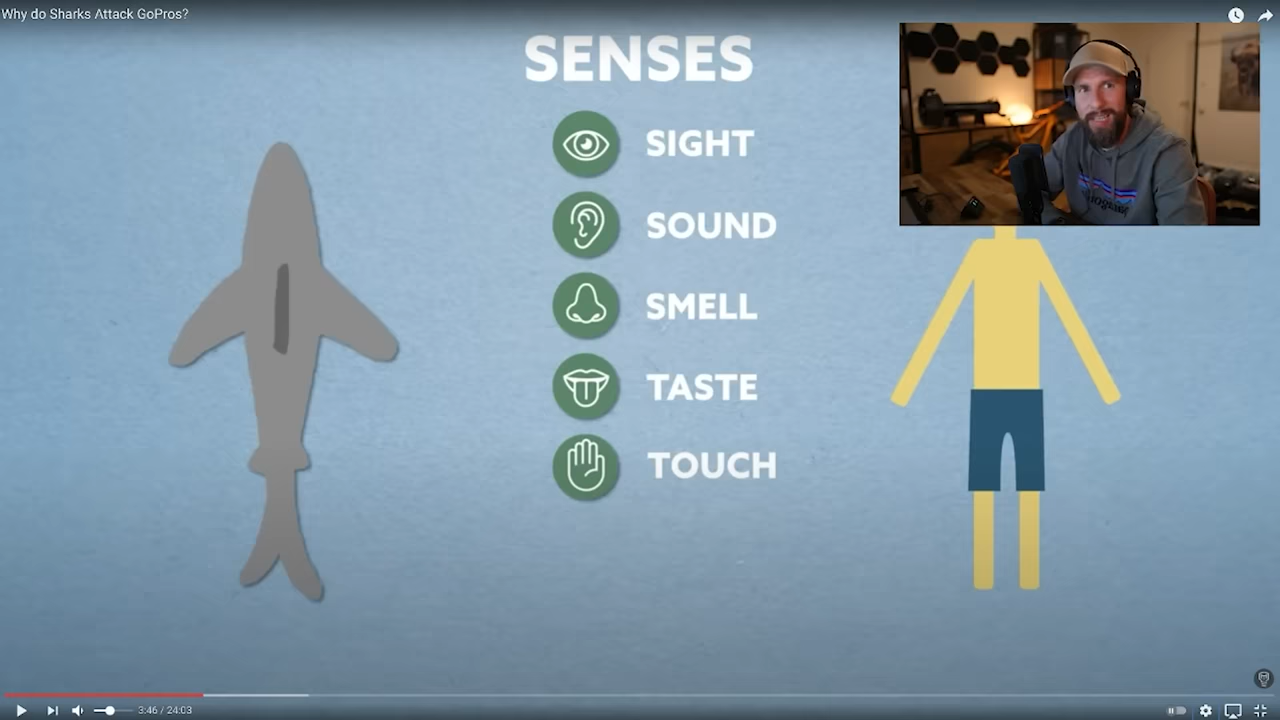 Why do Sharks Attack GoPros?
SENSES
SIGHT
SOUND
SMELL
TASTE
TOUCH
3:46 / 24:03